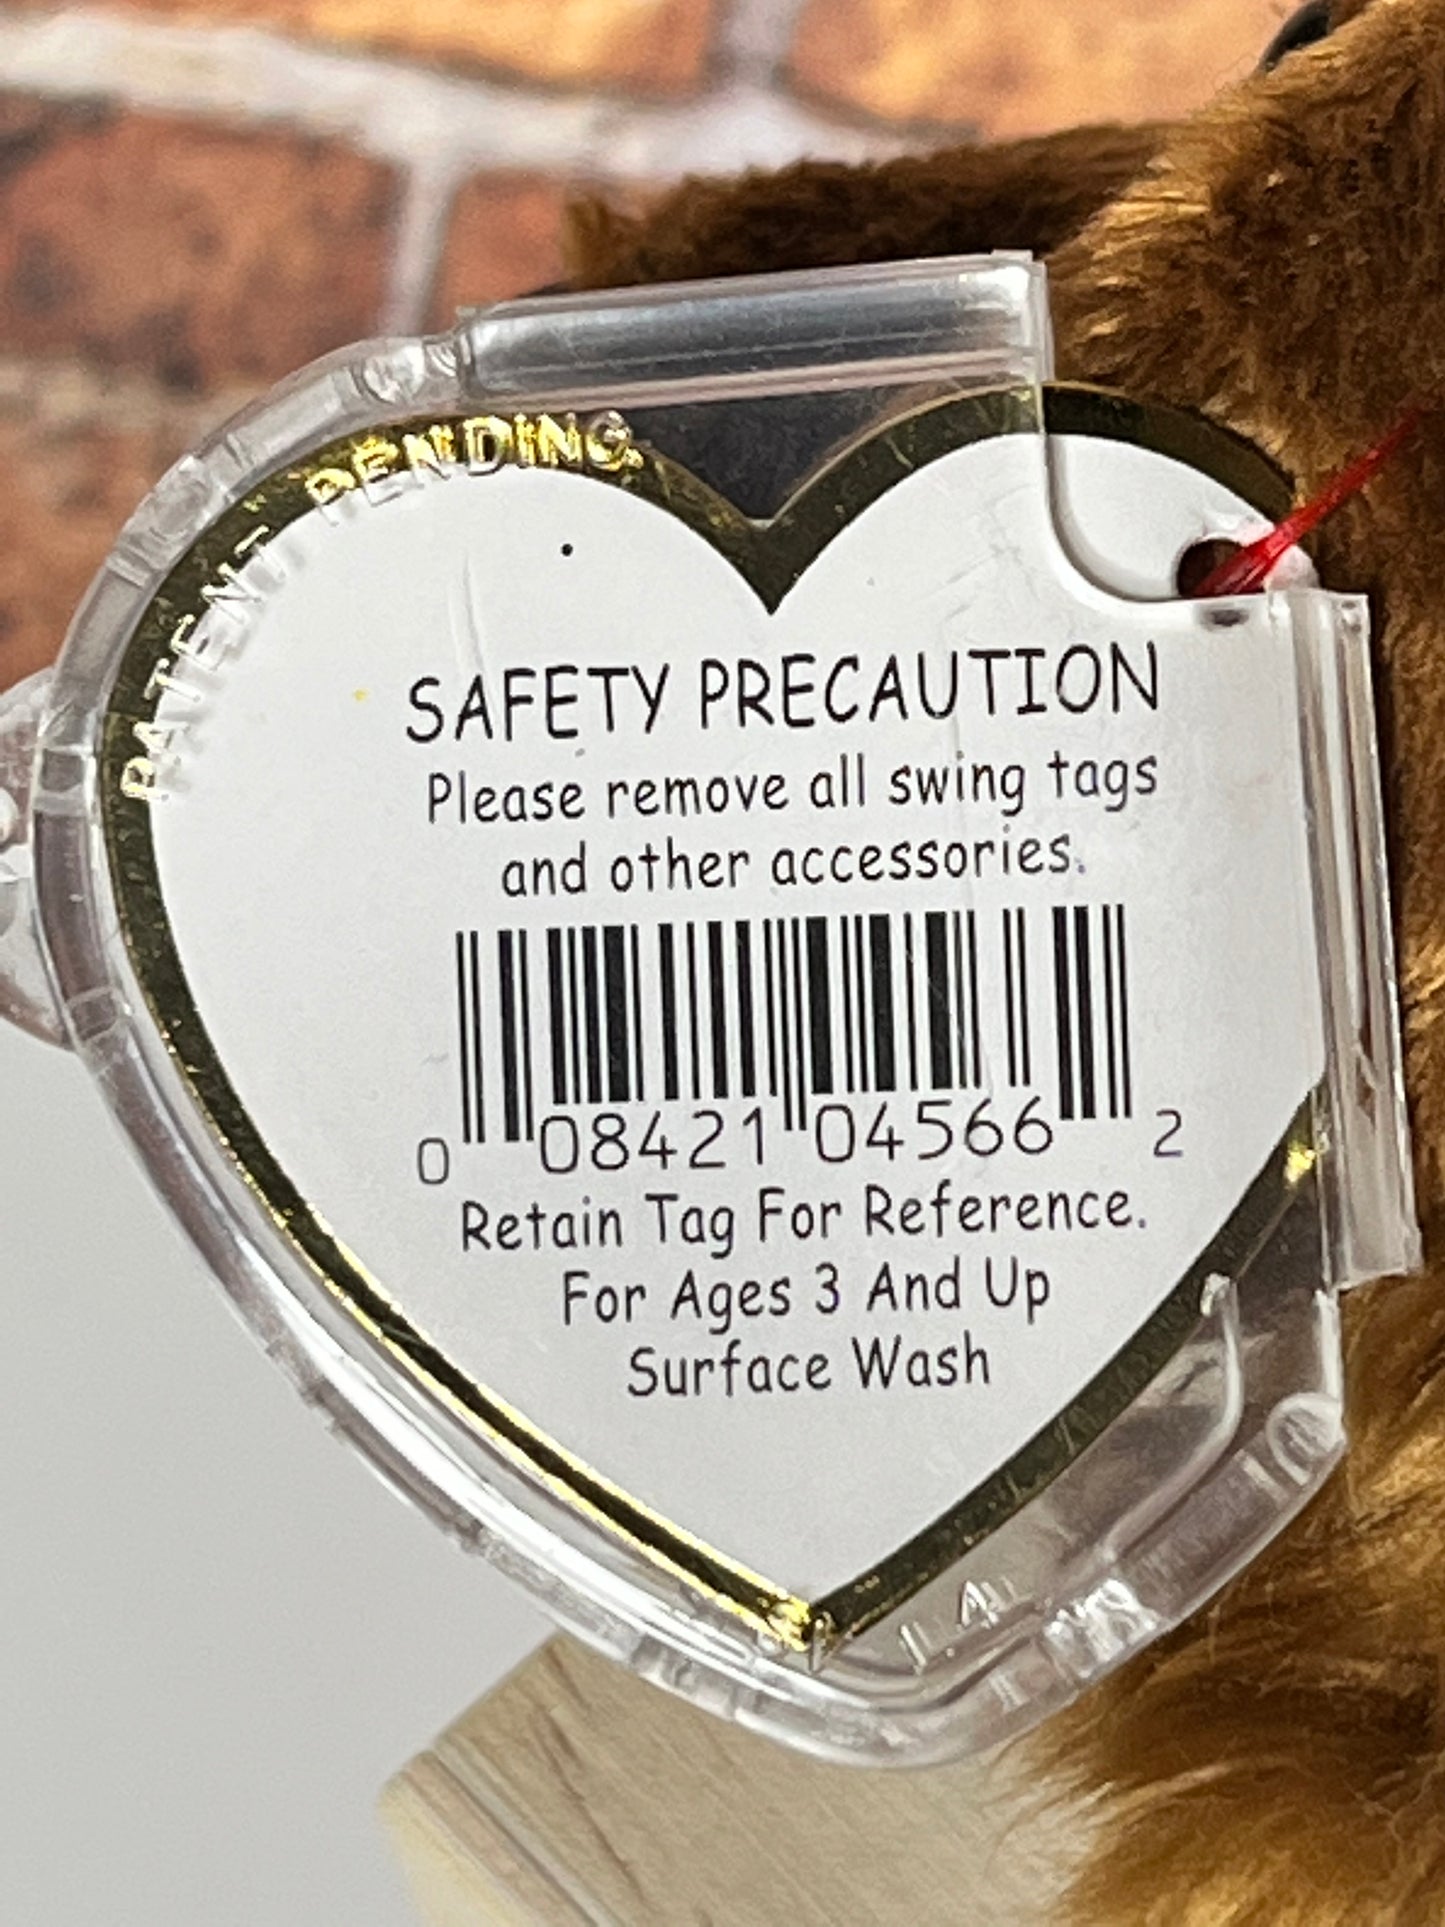 PATENT PENDING
SAFETY PRECAUTION
Please remove all swing tags
and other accessories.
0 08421 04566 2
Retain Tag For Reference.
For Ages 3 And Up
Surface Wash